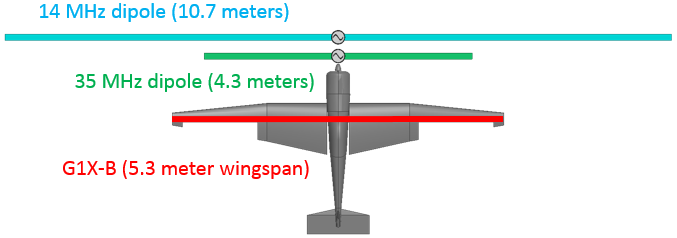 14 MHz dipole (10.7 meters)
35 MHz dipole (4.3 meters)
G1X-B (5.3 meter wingspan)